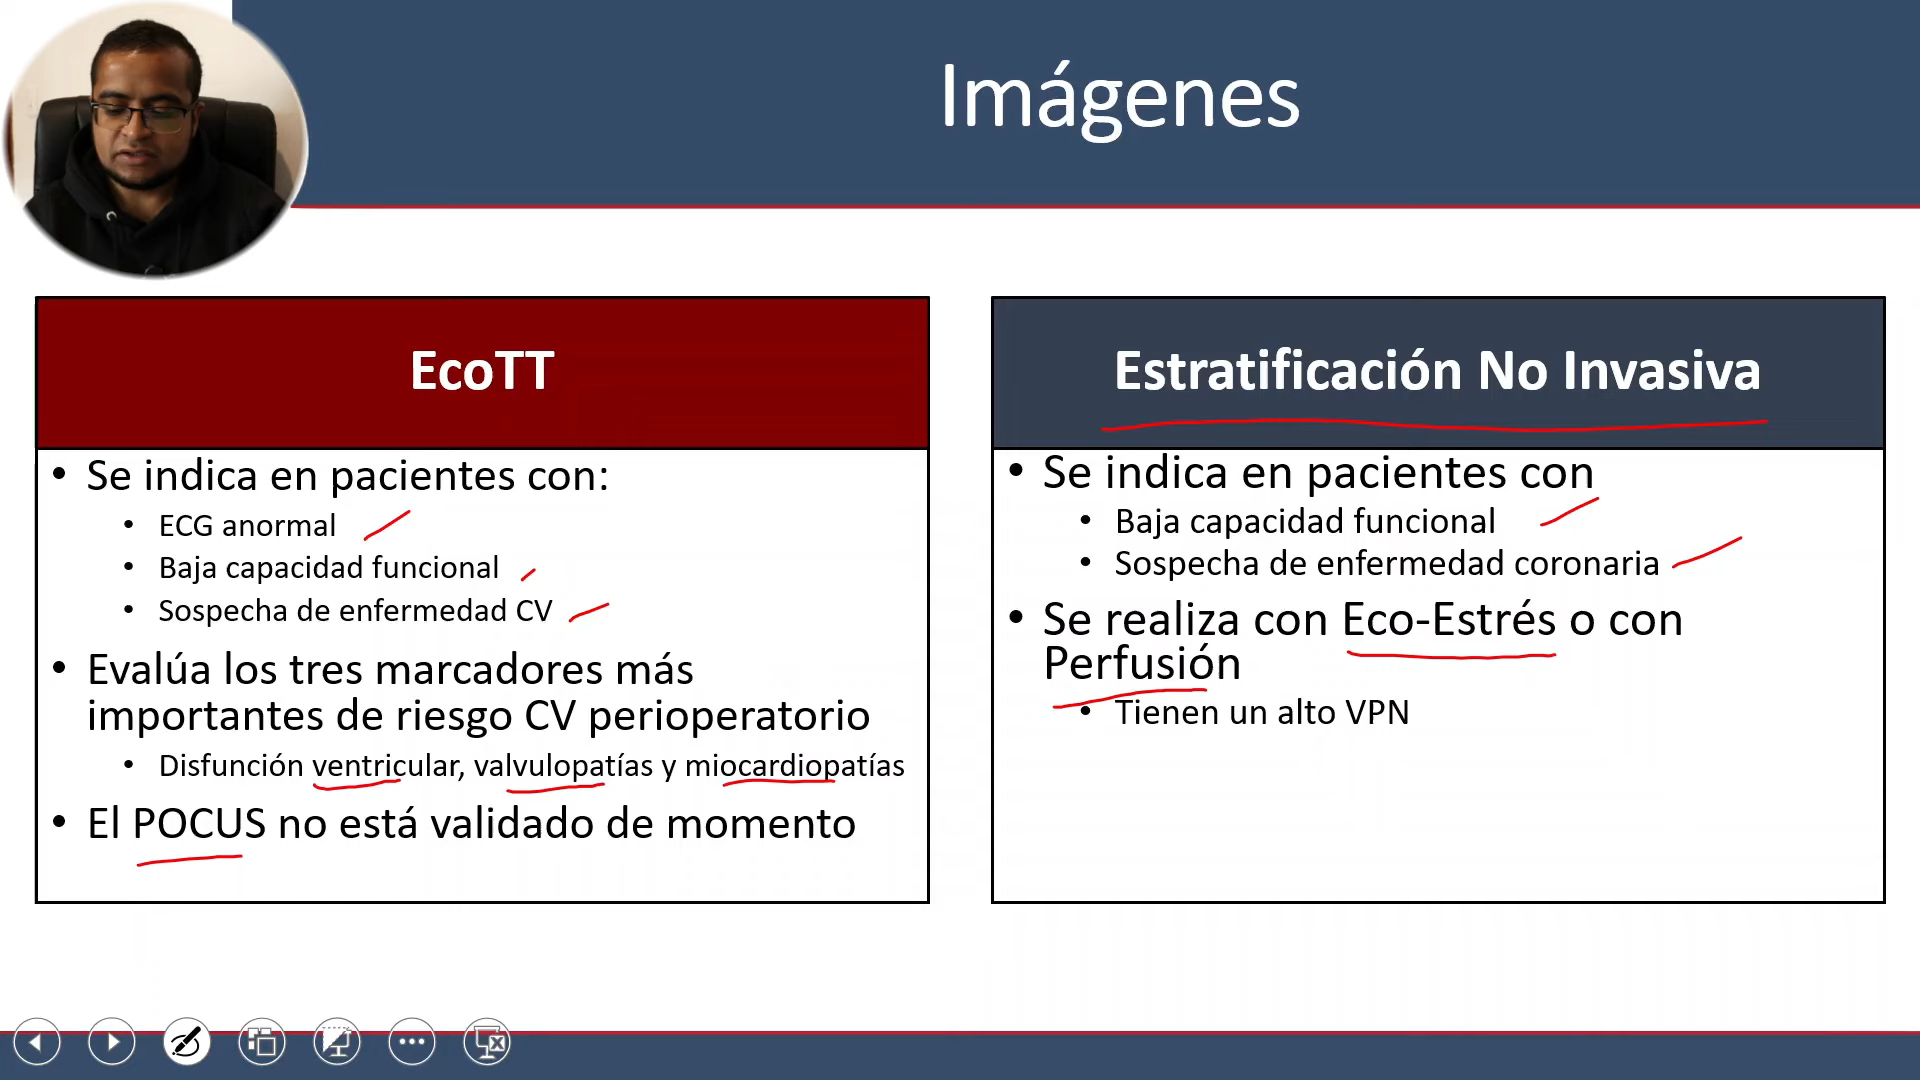 Imágenes
EcoTT
• Se indica en pacientes con:
• ECG anormal
• Baja capacidad funcional
• Sospecha de enfermedad CV
• Evalúa los tres marcadores más
importantes de riesgo CV perioperatorio
• Disfunción ventricular, valvulopatías y miocardiopatías
• El POCUS no está validado de momento
Estratificación No Invasiva
• Se indica en pacientes con
• Baja capacidad funcional
• Sospecha de enfermedad coronaria
• Se realiza con Eco-Estrés o con
Perfusión
• Tienen un alto VPN